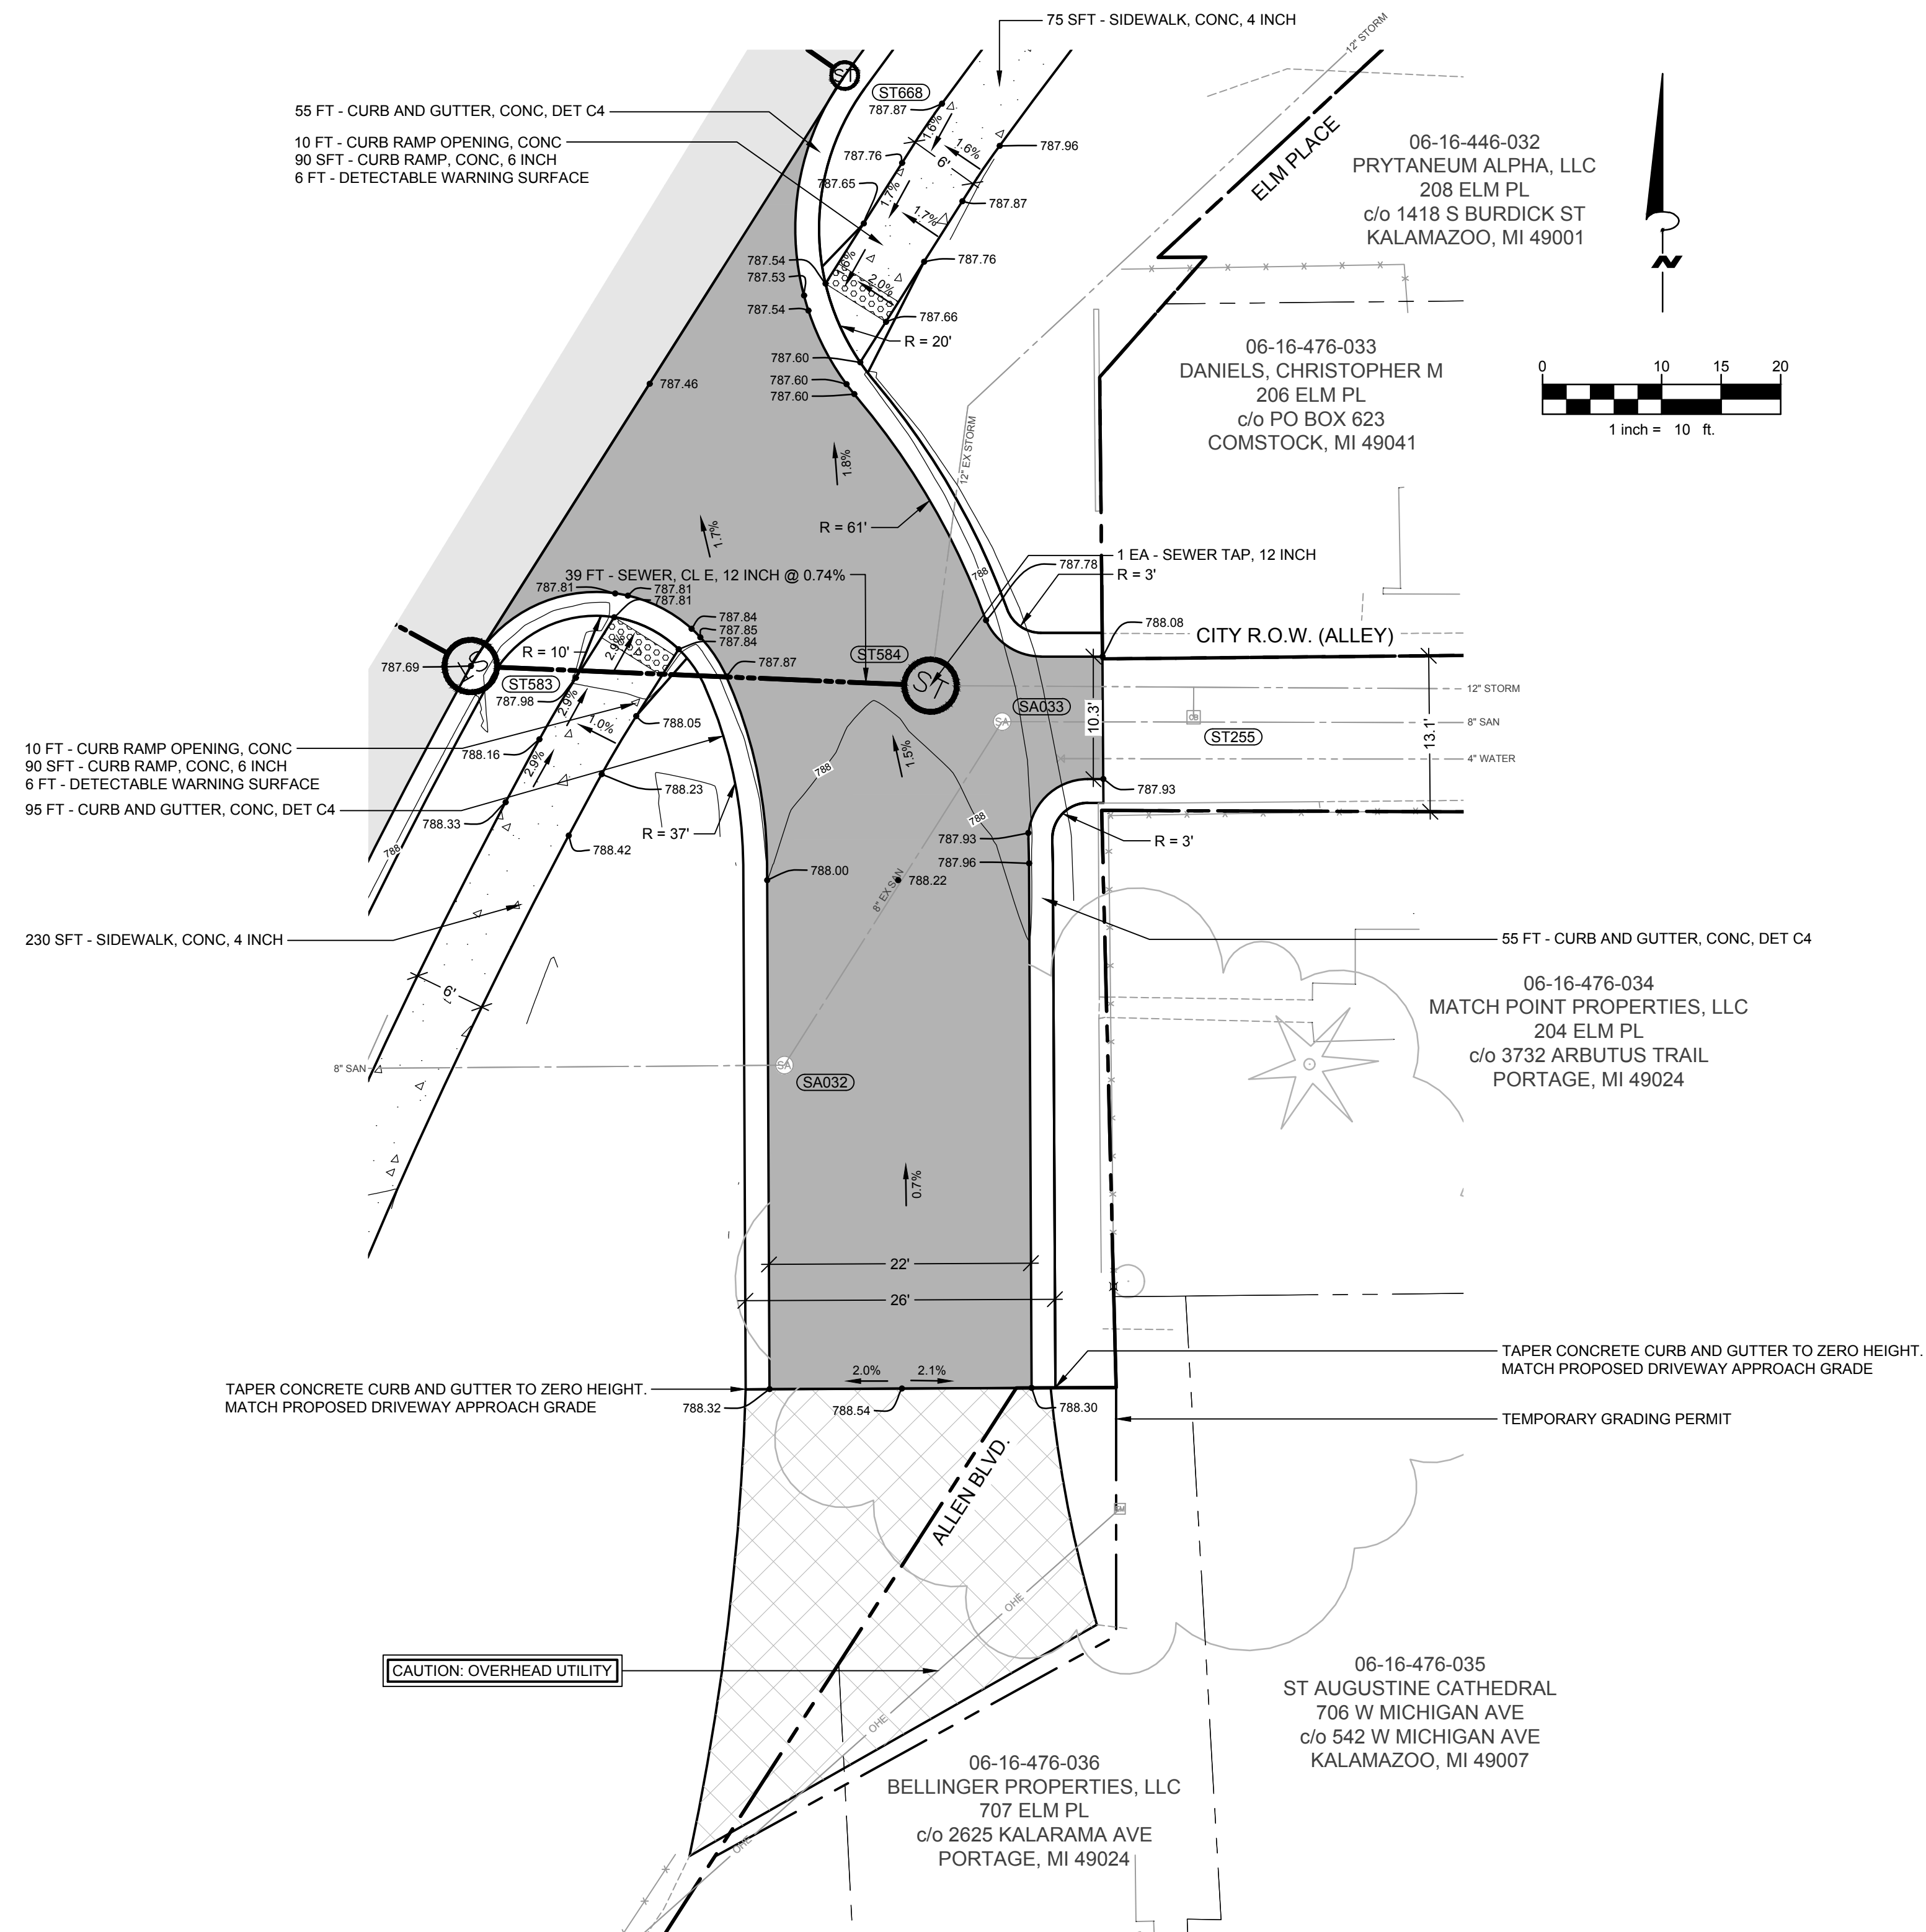 75 SFT - SIDEWALK, CONC, 4 INCH
12" STORM
ST
ST668
787.87
55 FT - CURB AND GUTTER, CONC, DET C4
10 FT - CURB RAMP OPENING, CONC
90 SFT - CURB RAMP, CONC, 6 INCH
6 FT - DETECTABLE WARNING SURFACE
1.6%
1.6%
787.96
787.76
6'
787.65
1.7%
787.87
1.7%
ELM PLACE
06-16-446-032
PRYTANEUM ALPHA, LLC
208 ELM PL
c/o 1418 S BURDICK ST
KALAMAZOO, MI 49001
N
787.54
787.53
787.54
1.6%
2.0%
787.76
787.66
R = 20'
787.60
787.60
787.60
787.46
06-16-476-033
DANIELS, CHRISTOPHER M
206 ELM PL
c/o PO BOX 623
COMSTOCK, MI 49041
0 10 15 20
1 inch = 10 ft.
12" EX STORM
1.8%
1.7%
R = 61'
1 EA - SEWER TAP, 12 INCH
787.78
R = 3'
39 FT - SEWER, CL E, 12 INCH @ 0.74%
788
787.81
787.81
787.81
787.84
787.85
787.84
788.08
CITY R.O.W. (ALLEY)
R = 10'
2.9%
787.69
ST
ST583
787.87
ST584
ST
12" STORM
787.98
2.9%
1.0%
788.05
SA033
SA
10.3'
CB
8" SAN
13.1'
ST255
10 FT - CURB RAMP OPENING, CONC
90 SFT - CURB RAMP, CONC, 6 INCH
6 FT - DETECTABLE WARNING SURFACE
788.16
2.9%
1.5%
4" WATER
788
788.23
787.93
95 FT - CURB AND GUTTER, CONC, DET C4
788.33
R = 37'
788
787.93
R = 3'
788
788.42
787.96
788.00
788.22
8" EX SAN
230 SFT - SIDEWALK, CONC, 4 INCH
55 FT - CURB AND GUTTER, CONC, DET C4
6'
06-16-476-034
MATCH POINT PROPERTIES, LLC
204 ELM PL
c/o 3732 ARBUTUS TRAIL
PORTAGE, MI 49024
8" SAN
SA
SA032
0.7%
22'
26'
TAPER CONCRETE CURB AND GUTTER TO ZERO HEIGHT.
MATCH PROPOSED DRIVEWAY APPROACH GRADE
2.0%
2.1%
TAPER CONCRETE CURB AND GUTTER TO ZERO HEIGHT.
MATCH PROPOSED DRIVEWAY APPROACH GRADE
788.32
788.54
788.30
TEMPORARY GRADING PERMIT
ALLEN BLVD.
OHE
CAUTION: OVERHEAD UTILITY
OHE
06-16-476-035
ST AUGUSTINE CATHEDRAL
706 W MICHIGAN AVE
c/o 542 W MICHIGAN AVE
KALAMAZOO, MI 49007
06-16-476-036
BELLINGER PROPERTIES, LLC
707 ELM PL
c/o 2625 KALARAMA AVE
PORTAGE, MI 49024
OHE